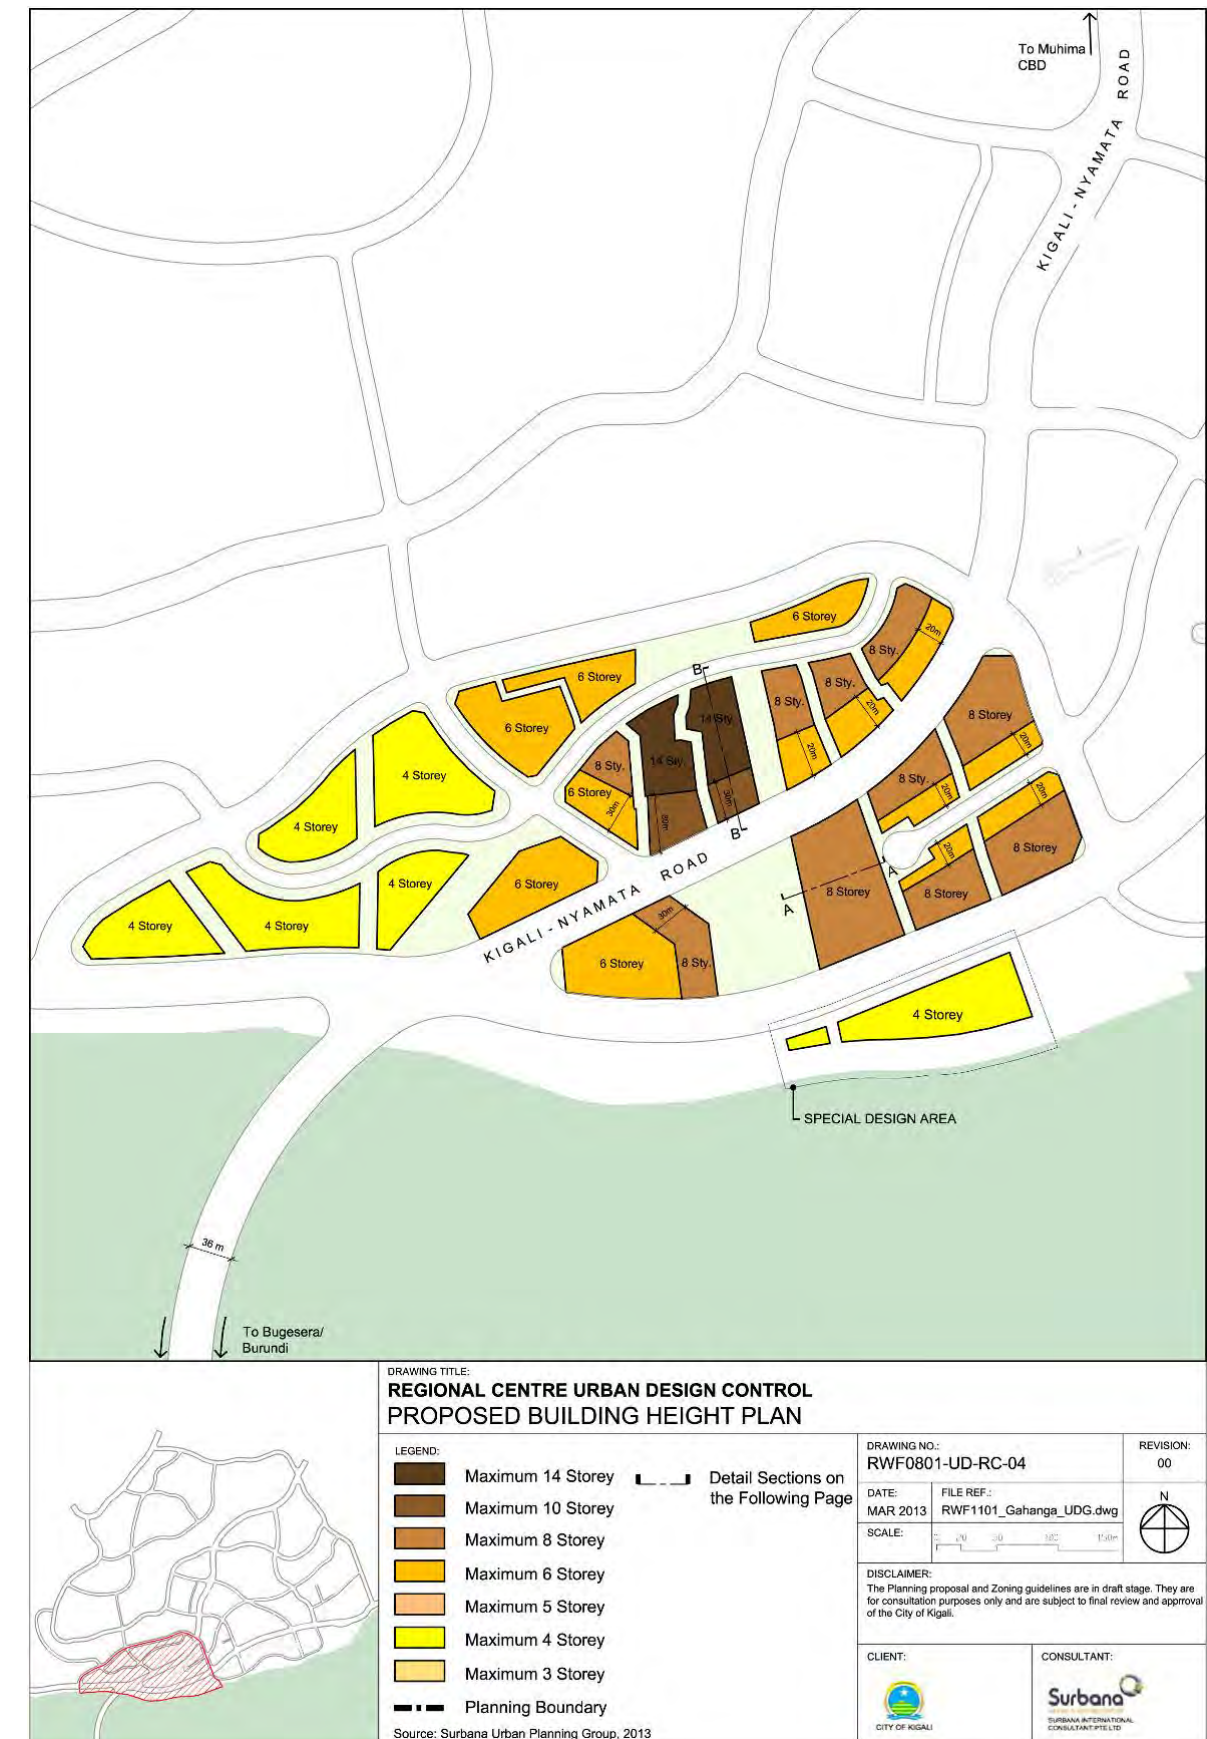 To Muhima
CBD
KIGALI - NYAMATA ROAD
6 Storey
8 Sty.
20m
6 Storey
8 Sty.
8 Sty.
20m
20m
B
14 Sty.
14 Sty.
30m
30m
B
6 Storey
8 Sty.
6 Storey
30m
8 Storey
20m
8 Sty.
20m
20m
8 Storey
20m
8 Storey
8 Storey
A
A
4 Storey
4 Storey
4 Storey
4 Storey
4 Storey
6 Storey
KIGALI - NYAMATA ROAD
30m
6 Storey
8 Sty.
4 Storey
SPECIAL DESIGN AREA
36 m
To Bugesera/
Burundi
DRAWING TITLE:
REGIONAL CENTRE URBAN DESIGN CONTROL
PROPOSED BUILDING HEIGHT PLAN
LEGEND:
Maximum 14 Storey
Maximum 10 Storey
Maximum 8 Storey
Maximum 6 Storey
Maximum 5 Storey
Maximum 4 Storey
Maximum 3 Storey
Planning Boundary
Detail Sections on
the Following Page
Source: Surbana Urban Planning Group, 2013
DRAWING NO.:
RWF0801-UD-RC-04
REVISION:
00
DATE:
MAR 2013
FILE REF.:
RWF1101_Gahanga_UDG.dwg
N
SCALE:
150m
DISCLAIMER:
The Planning proposal and Zoning guidelines are in draft stage. They are
for consultation purposes only and are subject to final review and apprroval
of the City of Kigali.
CLIENT:
CITY OF KIGALI
CONSULTANT:
Surbana
SURBANA INTERNATIONAL
CONSULTANT PTE LTD